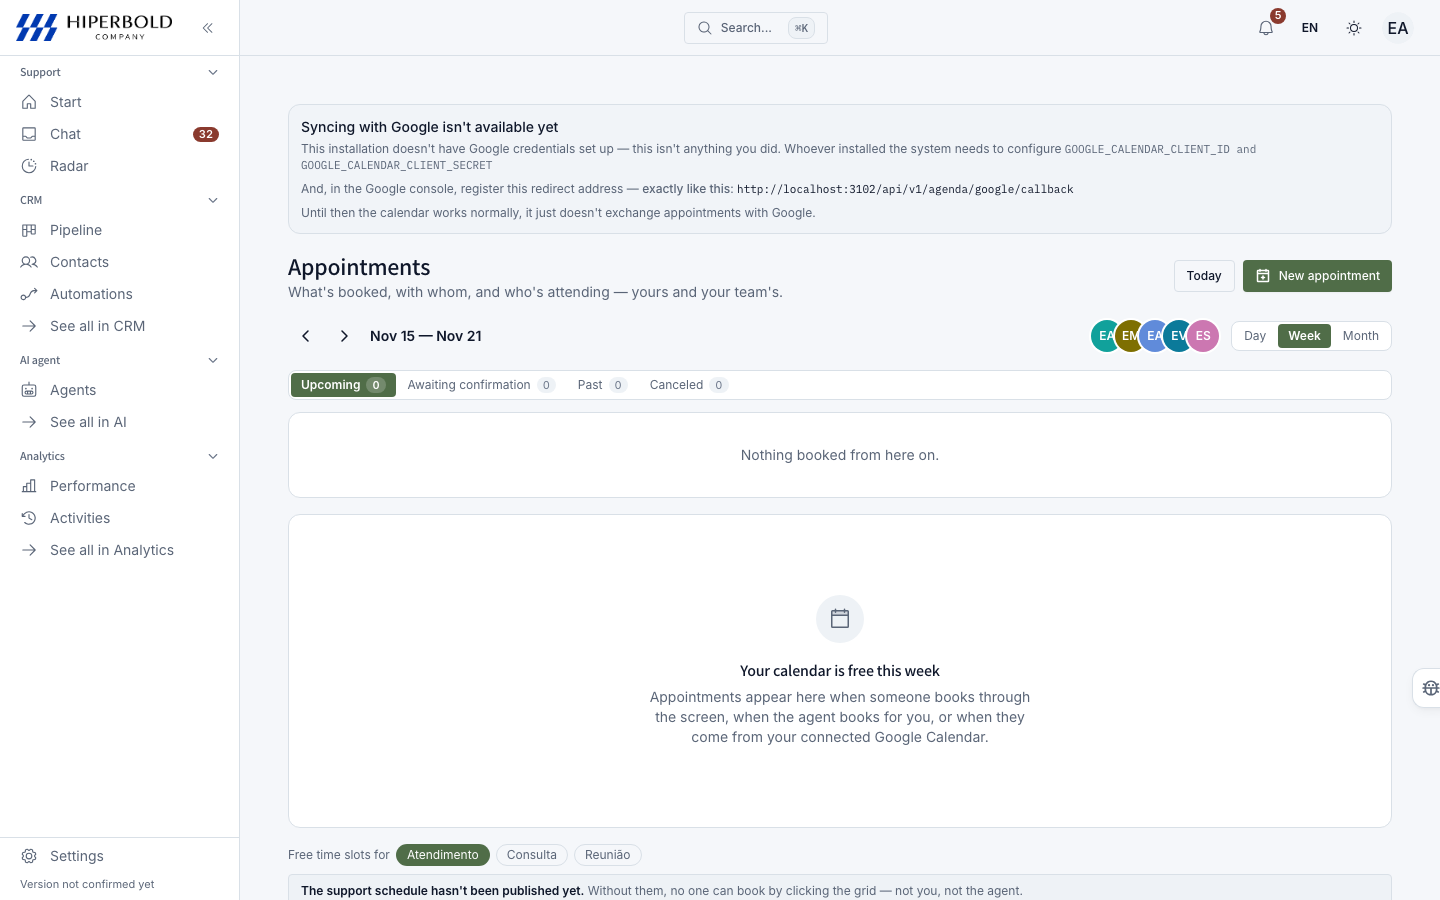 HIPERBOLD
COMPANY
Search...
⌘K
5
EN
EA
Support
Start
Chat
32
Radar
CRM
Pipeline
Contacts
Automations
See all in CRM
AI agent
Agents
See all in AI
Analytics
Performance
Activities
See all in Analytics
Settings
Version not confirmed yet
Syncing with Google isn't available yet
This installation doesn't have Google credentials set up — this isn't anything you did. Whoever installed the system needs to configure GOOGLE_CALENDAR_CLIENT_ID and
GOOGLE_CALENDAR_CLIENT_SECRET
And, in the Google console, register this redirect address — exactly like this: http://localhost:3102/api/v1/agenda/google/callback
Until then the calendar works normally, it just doesn't exchange appointments with Google.
Appointments
What's booked, with whom, and who's attending — yours and your team's.
Today
New appointment
Nov 15 — Nov 21
EA EM EA EV ES
Day Week Month
Upcoming 0 Awaiting confirmation 0 Past 0 Canceled 0
Nothing booked from here on.
Your calendar is free this week
Appointments appear here when someone books through
the screen, when the agent books for you, or when they
come from your connected Google Calendar.
Free time slots for Atendimento Consulta Reunião
The support schedule hasn't been published yet. Without them, no one can book by clicking the grid — not you, not the agent.